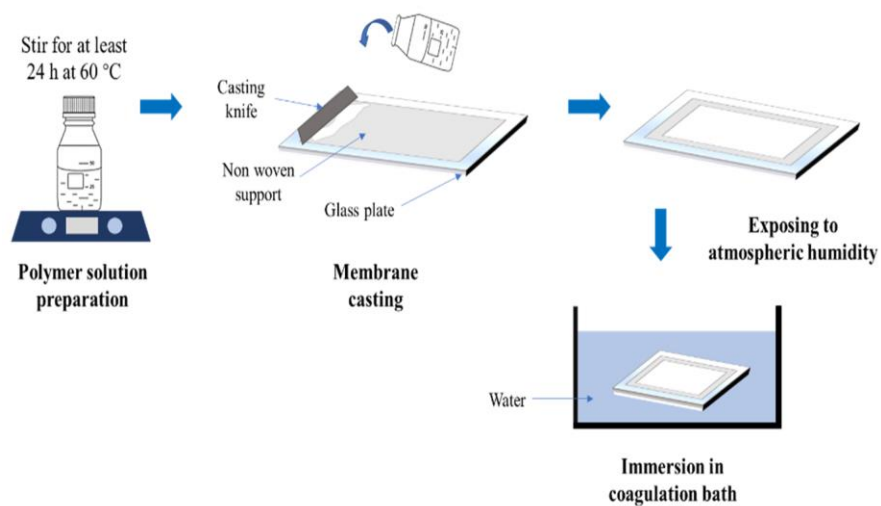 Stir for at least
24 h at 60 °C
Polymer solution
preparation
Casting
knife
Non woven
support
Glass plate
Membrane
casting
Exposing to
atmospheric humidity
Water
Immersion in
coagulation bath